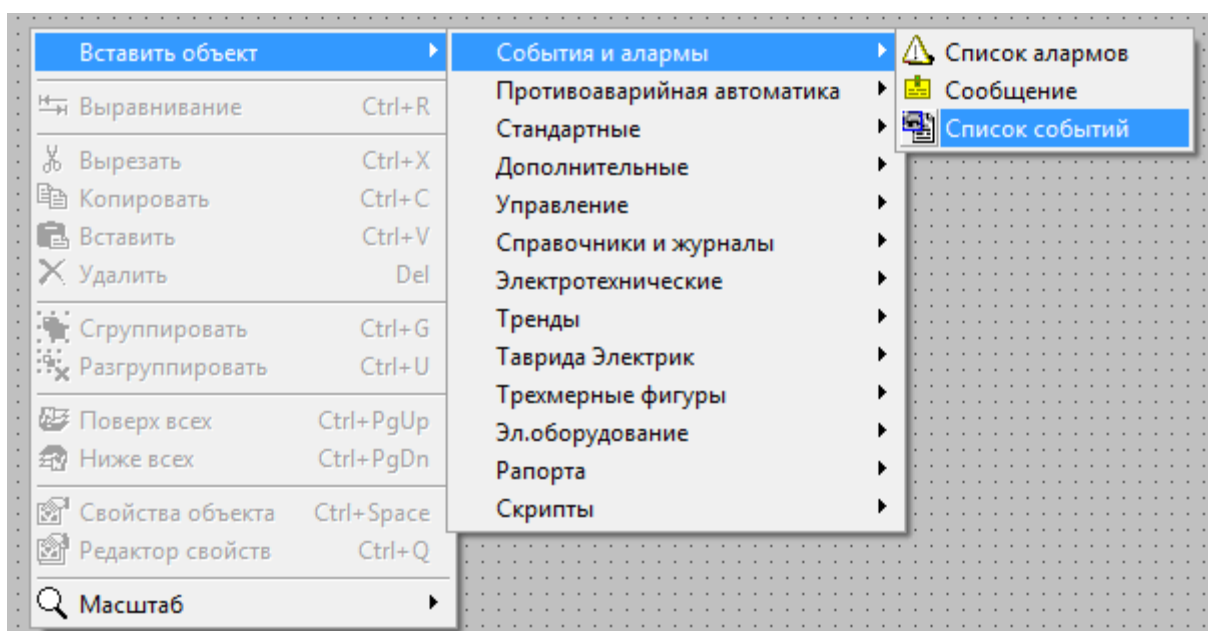 Вставить объект
Выравнивание Ctrl+R
Вырезать Ctrl+X
Копировать Ctrl+C
Вставить Ctrl+V
Удалить Del
Сгруппировать Ctrl+G
Разгруппировать Ctrl+U
Поверх всех Ctrl+PgUp
Ниже всех Ctrl+PgDn
Свойства объекта Ctrl+Space
Редактор свойств Ctrl+Q
Масштаб
События и алармы
Противоаварийная автоматика
Стандартные
Дополнительные
Управление
Справочники и журналы
Электротехнические
Тренды
Таврида Электрик
Трехмерные фигуры
Эл.оборудование
Рапорта
Скрипты
Список алармов
Сообщение
Список событий